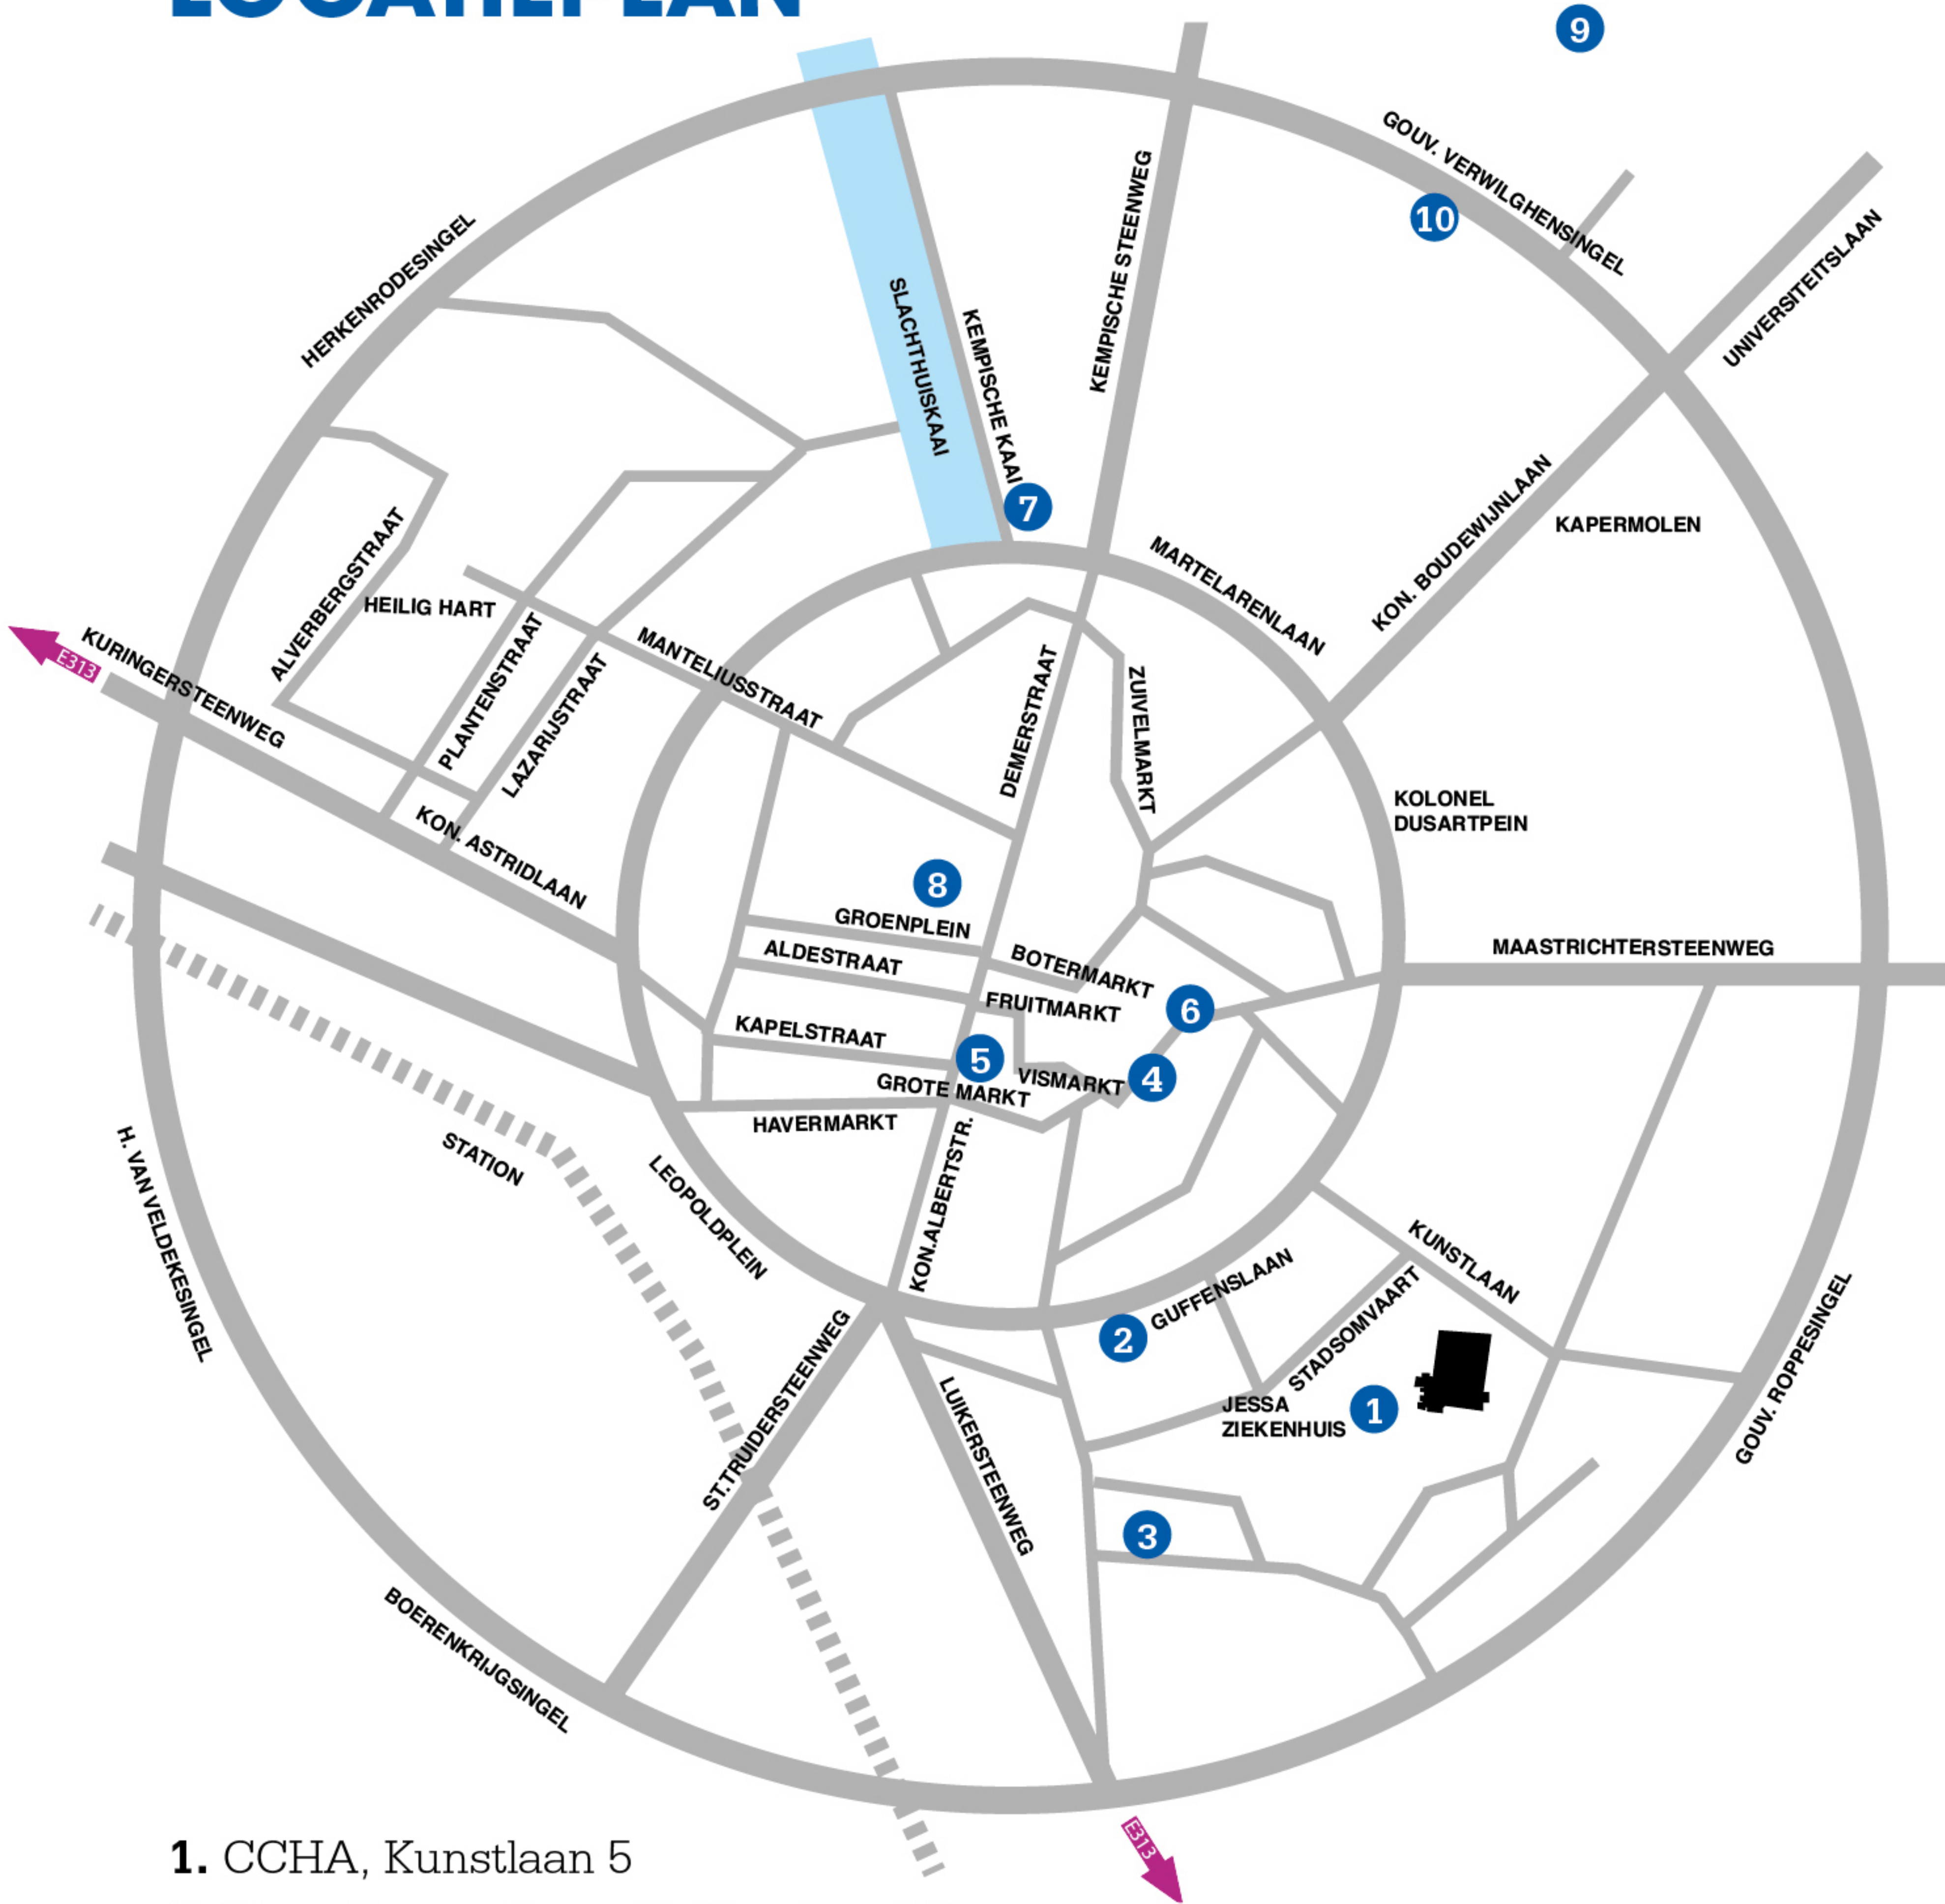 LOCATIEPLAN
9
GOUV. VERWILGHENSINGEL
10
UNIVERSITEITSLAAN
HERKENRODESINGEL
SLACHTHUISKAAI
KEMPISCHE KAAI
KEMPISCHE STEENWEG
7
MARTELARENLAAN
KON. BOUDEWIJNLAAN
KAPERMOLEN
ALVERBERGSTRAAT
HEILIG HART
KURINGERSTEENWEG
E313
PLANTENSTRAAT
LAZARIJSTRAAT
MANTELIUSSTRAAT
DEMERSTRAAT
ZUIVELMARKT
KOLONEL
DUSARTPEIN
KON. ASTRIDLAAN
8
GROENPLEIN
ALDESTRAAT
BOTERMARKT
MAASTRICHTERSTEENWEG
FRUITMARKT
6
KAPELSTRAAT
5
VISMARKT
4
GROTE MARKT
HAVERMARKT
STATION
H. VAN VELDEKESINGEL
LEOPOLDPLEIN
KON.ALBERTSTR.
KUNSTLAAN
GUFFENSLAAN
2
STADSOMVAART
GOUV. ROPPESINGEL
ST.TRUIDERSTEENWEG
LUIKERSTEENWEG
JESSA
ZIEKENHUIS
1
3
BOERENKRIJGSINGEL
E313
1. CCHA, Kunstlaan 5